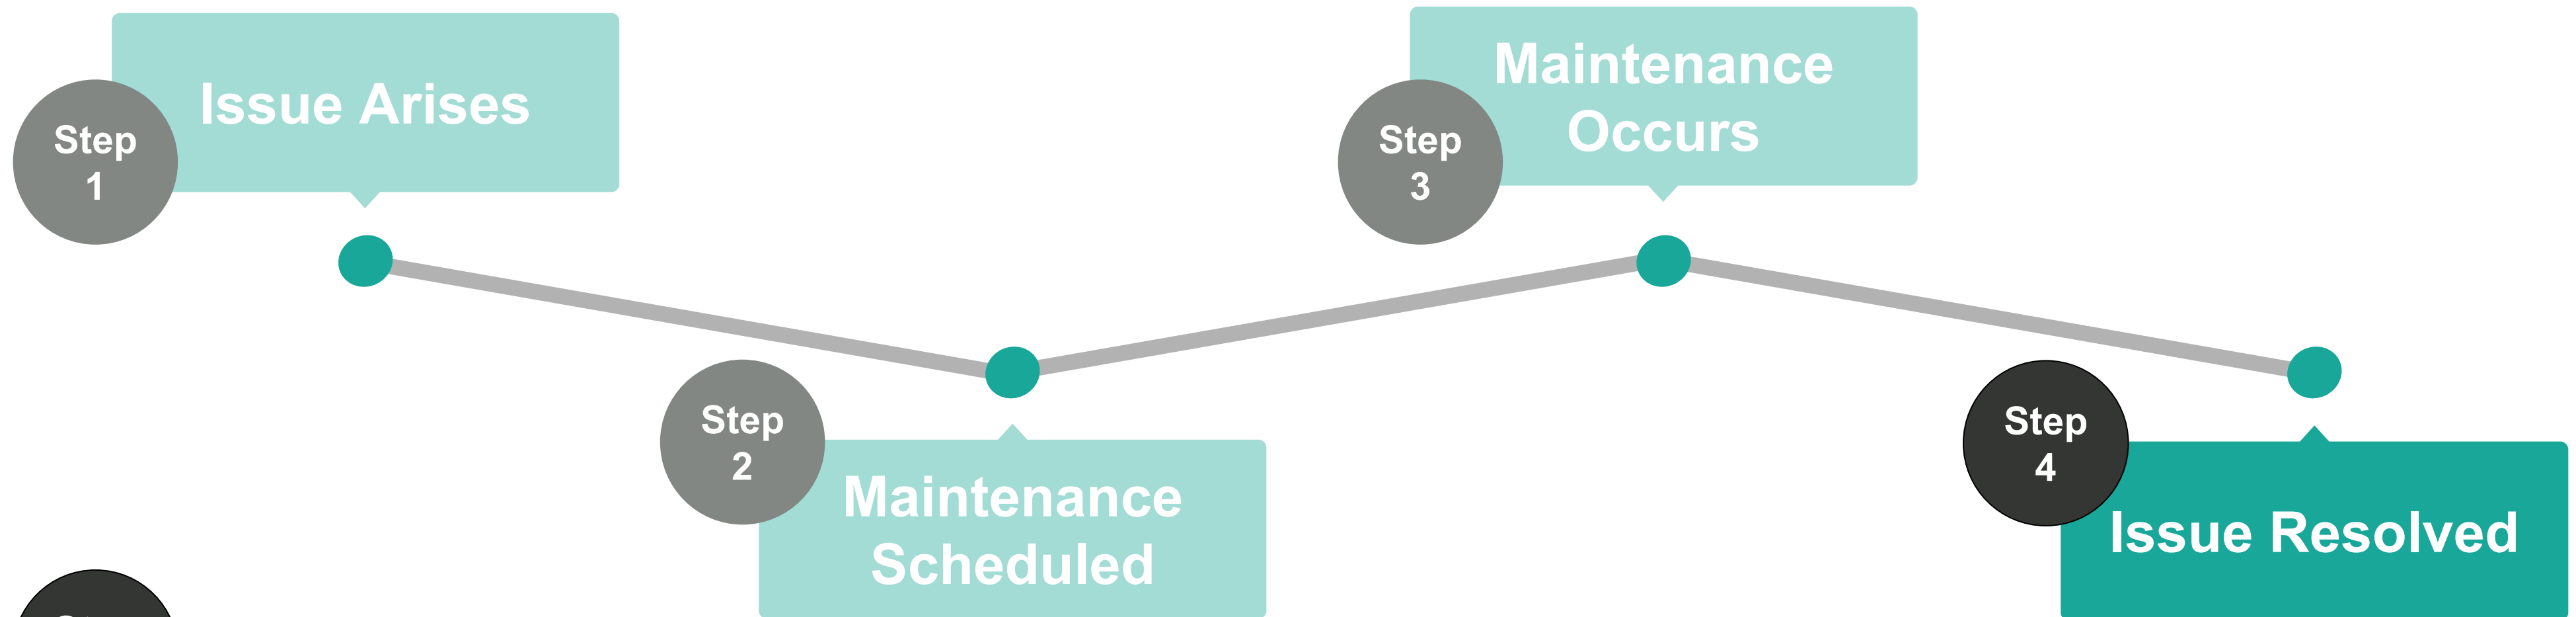 Step
1
Issue Arises
Step
2
Maintenance
Scheduled
Step
3
Maintenance
Occurs
Step
4
Issue Resolved